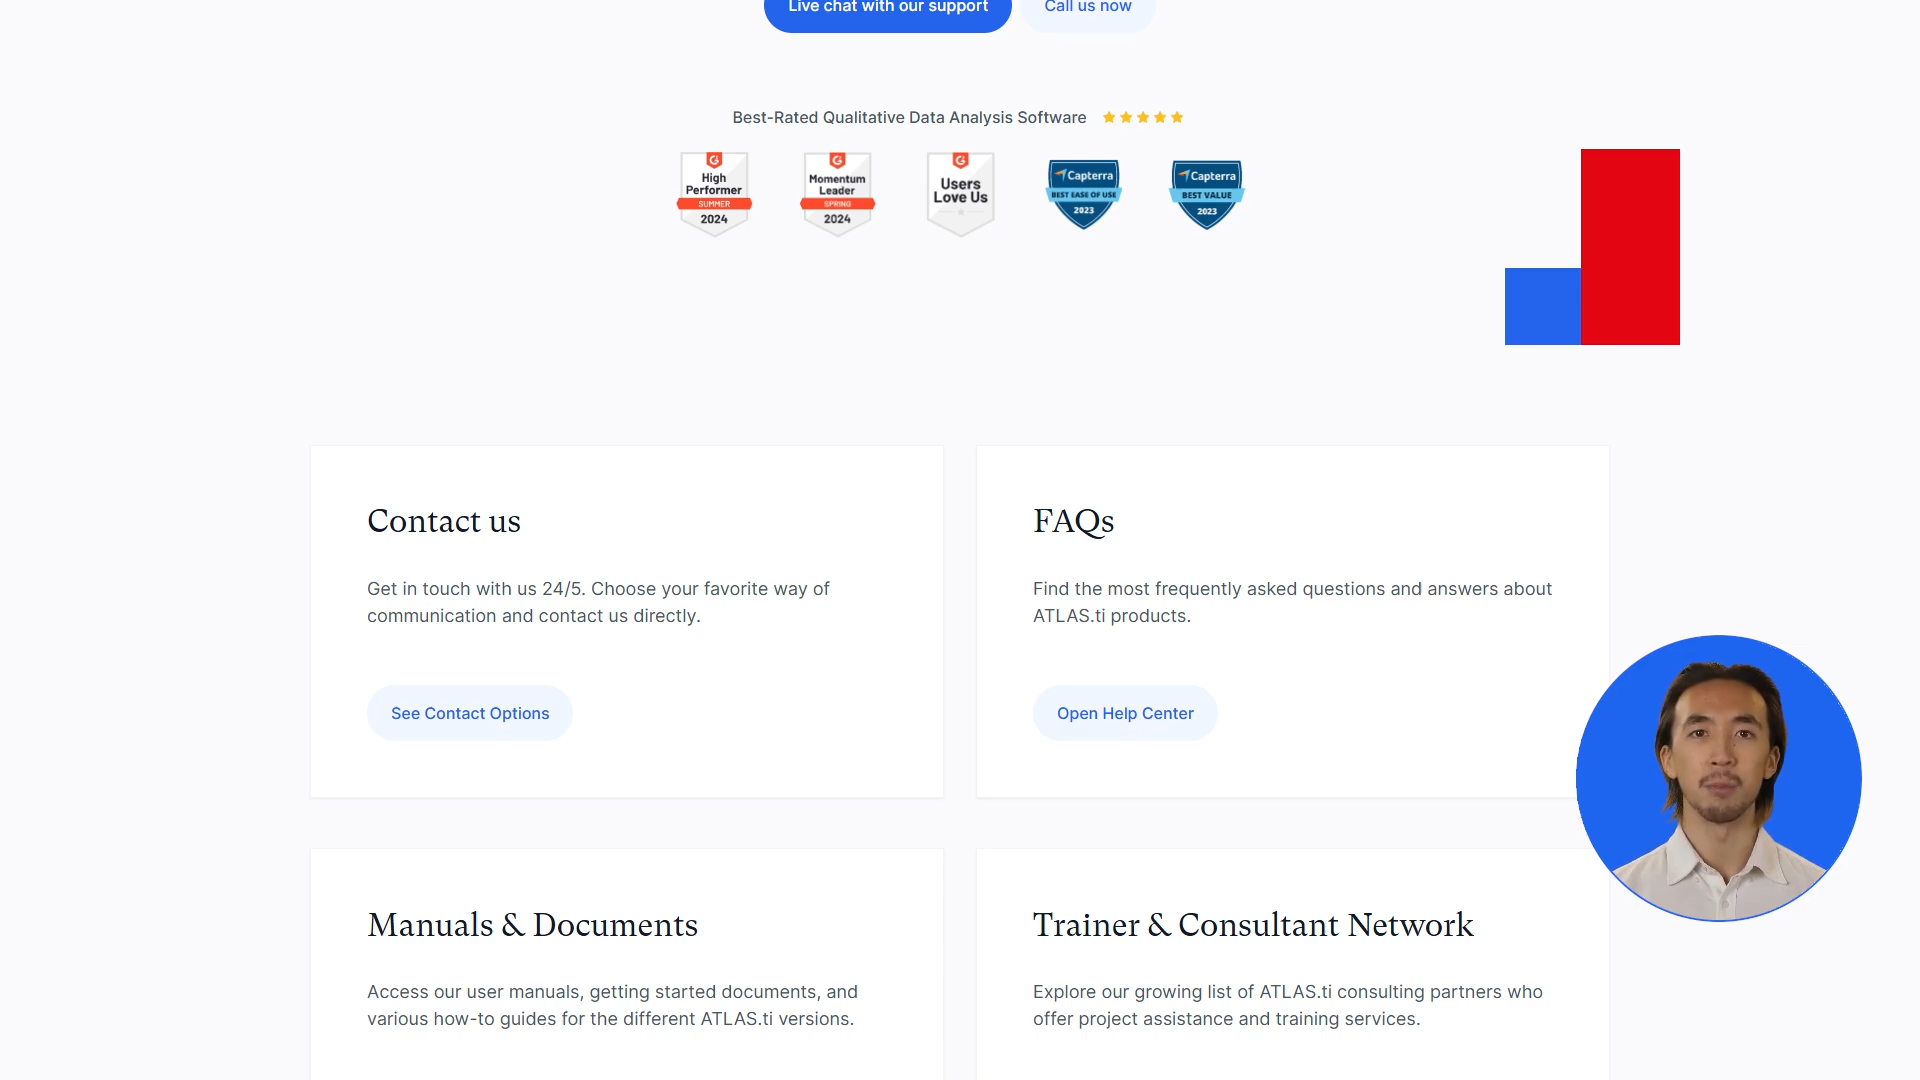 Live chat with our support
Call us now
Best-Rated Qualitative Data Analysis Software
High
Performer
SUMMER
2024
Momentum
Leader
SPRING
2024
Users
Love Us
Capterra
BEST EASE OF USE
2023
Capterra
BEST VALUE
2023
Contact us
Get in touch with us 24/5. Choose your favorite way of
communication and contact us directly.
See Contact Options
FAQs
Find the most frequently asked questions and answers about
ATLAS.ti products.
Open Help Center
Manuals & Documents
Access our user manuals, getting started documents, and
various how-to guides for the different ATLAS.ti versions.
Trainer & Consultant Network
Explore our growing list of ATLAS.ti consulting partners who
offer project assistance and training services.